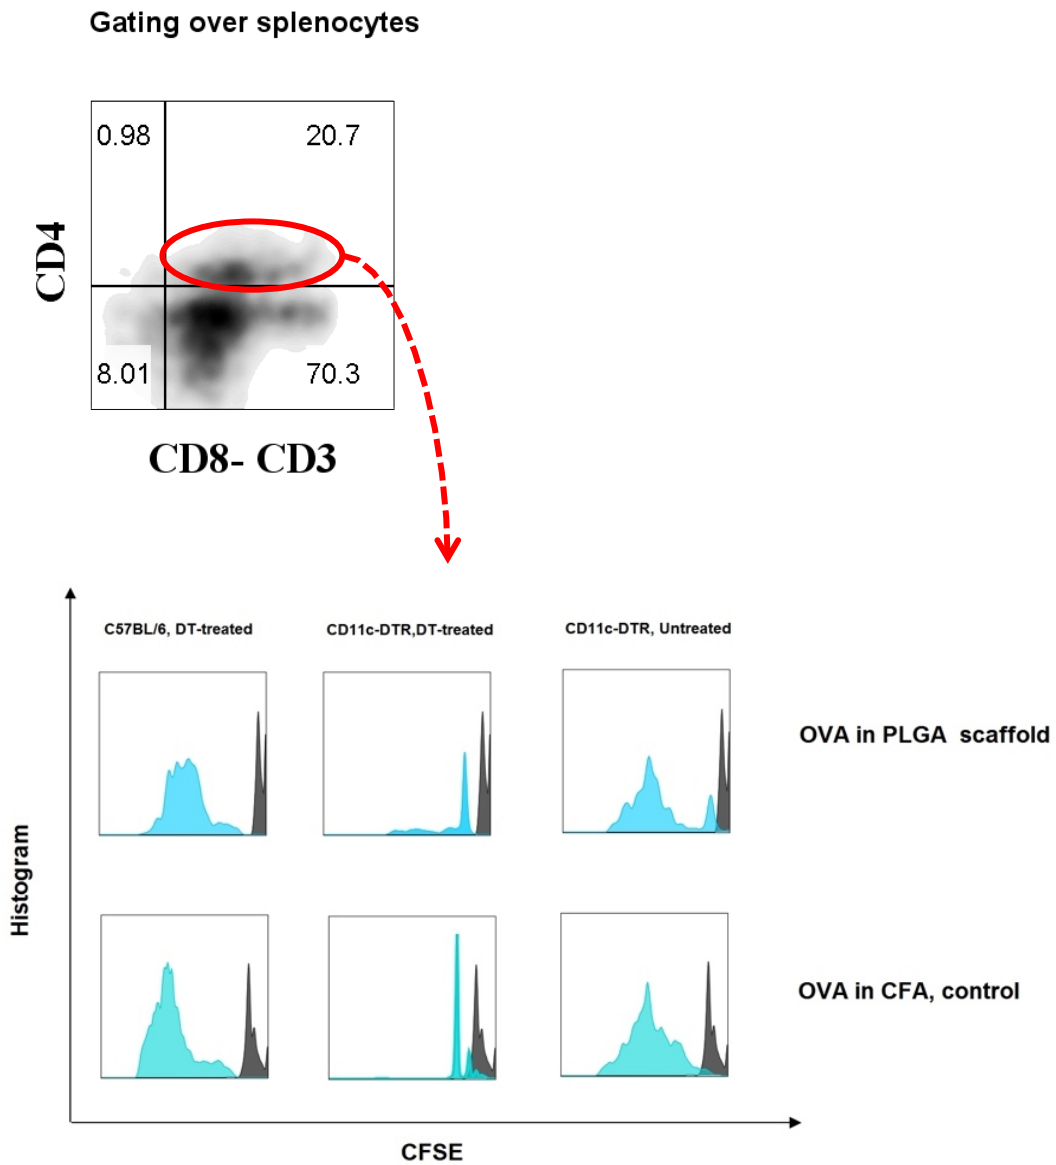 Gating over splenocytes
0.98
20.7
CD4
8.01
70.3
CD8- CD3
C57BL/6, DT-treated
CD11c-DTR,DT-treated
CD11c-DTR, Untreated
OVA in PLGA scaffold
Histogram
OVA in CFA, control
CFSE